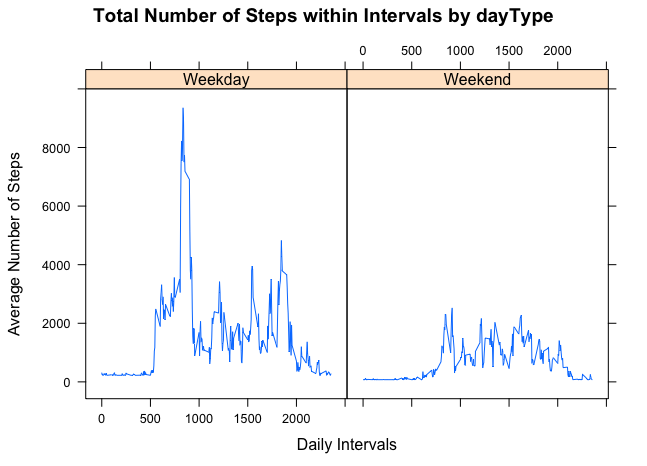 Total Number of Steps within Intervals by dayType
0 500 1000 1500 2000
Weekday Weekend
Average Number of Steps
8000
6000
4000
2000
0
0 500 1000 1500 2000
Daily Intervals